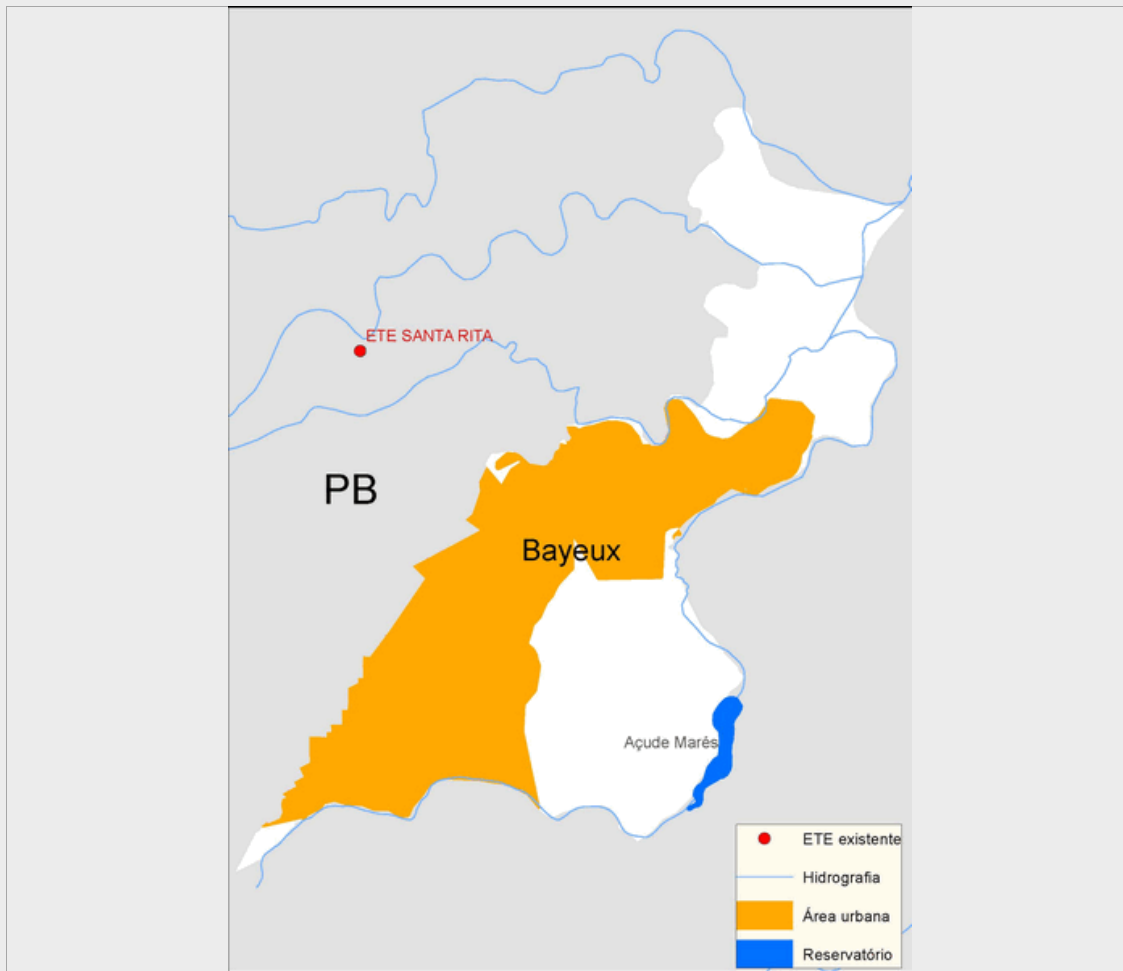 ETE SANTA RITA
PB
Bayeux
Açude Marés
ETE existente
Hidrografia
Área urbana
Reservatório